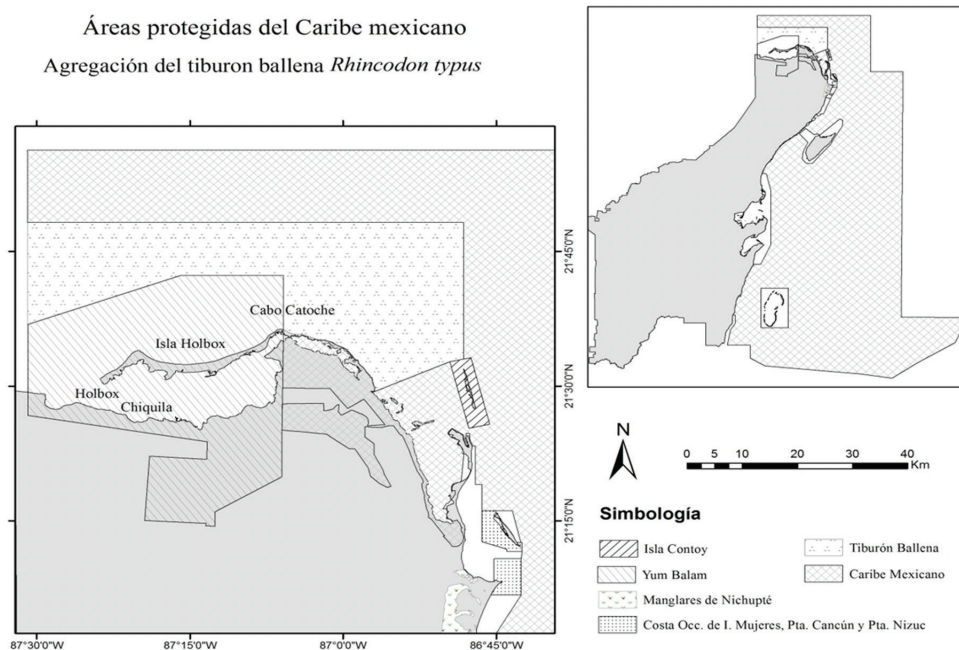 Áreas protegidas del Caribe mexicano
Agregación del tiburon ballena Rhincodon typus
Cabo Catoche
Isla Holbox
Holbox
Chiquila
21°45'0"N
21°30'0"N
21°15'0"N
87°30'0"W
87°15'0"W
87°00'0"W
86°45'0"W
N
0 5 10 20 30 40
Km
Simbología
Isla Contoy
Tiburón Ballena
Yum Balam
Caribe Mexicano
Manglares de Nichupté
Costa Occ. de I. Mujeres, Pta. Cancún y Pta. Nizuc